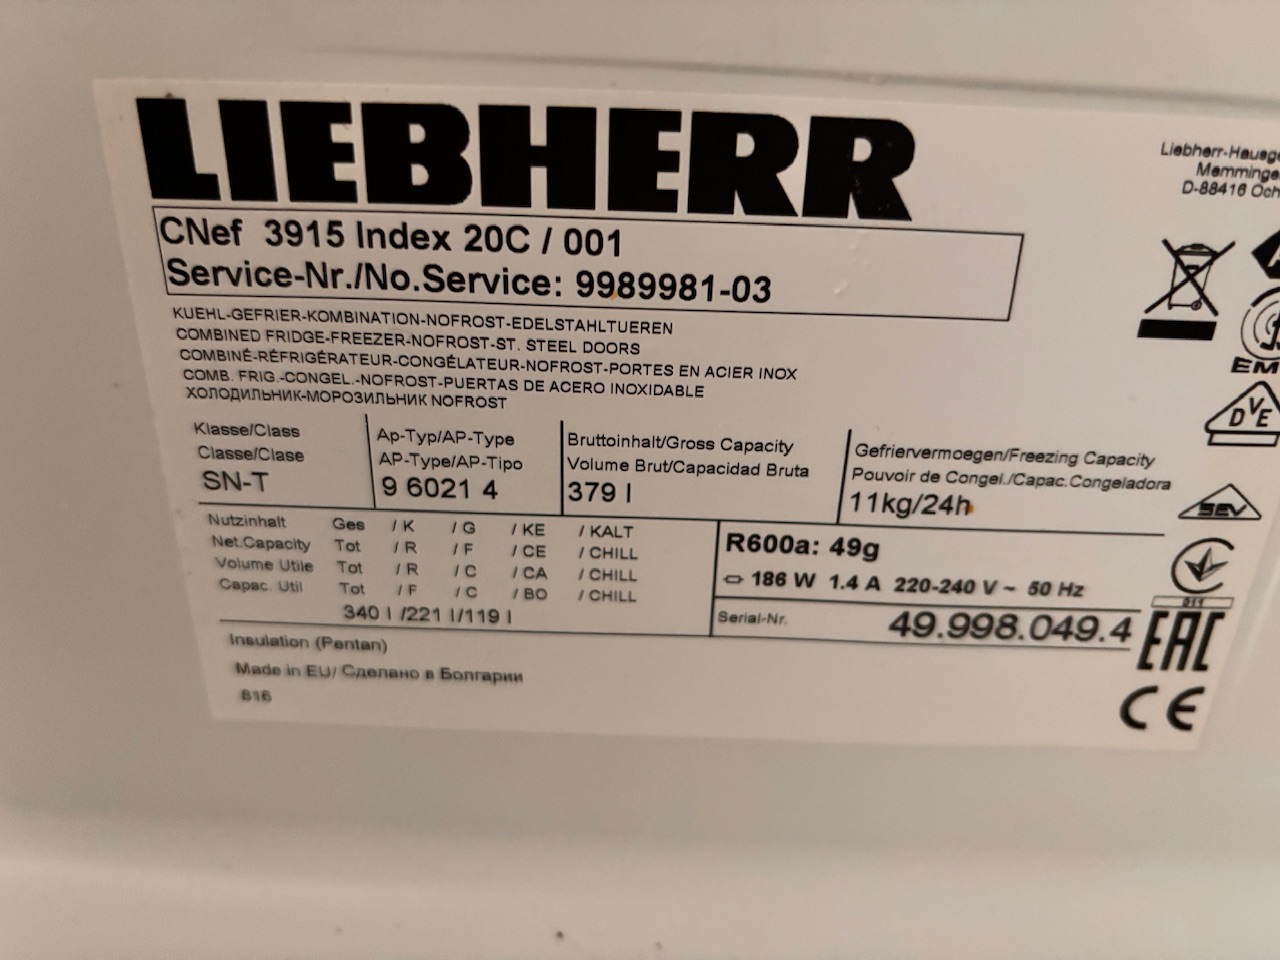 LIEBHERR
Liebherr-Hausge
Memminge
D-88416 Och
CNef 3915 Index 20C / 001
Service-Nr./No.Service: 9989981-03
KUEHL-GEFRIER-KOMBINATION-NOFROST-EDELSTAHLTUEREN
COMBINED FRIDGE-FREEZER-NOFROST-ST. STEEL DOORS
COMBINÉ-RÉFRIGÉRATEUR-CONGÉLATEUR-NOFROST-PORTES EN ACIER INOX
COMB. FRIG.-CONGEL.-NOFROST-PUERTAS DE ACERO INOXIDABLE
ХОЛОДИЛЬНИК-МОРОЗИЛЬНИК NOFROST
EM
DVE
Klasse/Class
Classe/Clase
SN-T
Ap-Typ/AP-Type
AP-Type/AP-Tipo
9 6021 4
Bruttoinhalt/Gross Capacity
Volume Brut/Capacidad Bruta
379 l
Gefriervermoegen/Freezing Capacity
Pouvoir de Congel./Capac.Congeladora
11kg/24h
SEV
Nutzinhalt Ges / K / G / KE / KALT
Net.Capacity Tot / R / F / CE / CHILL
Volume Utile Tot / R / C / CA / CHILL
Capac. Util Tot / F / C / BO / CHILL
340 l /221 l/119 l
R600a: 49g
186 W 1.4 A 220-240 V ~ 50 Hz
Serial-Nr. 49.998.049.4
011
EAC
CE
Insulation (Pentan)
Made in EU/ Сделано в Болгарии
816